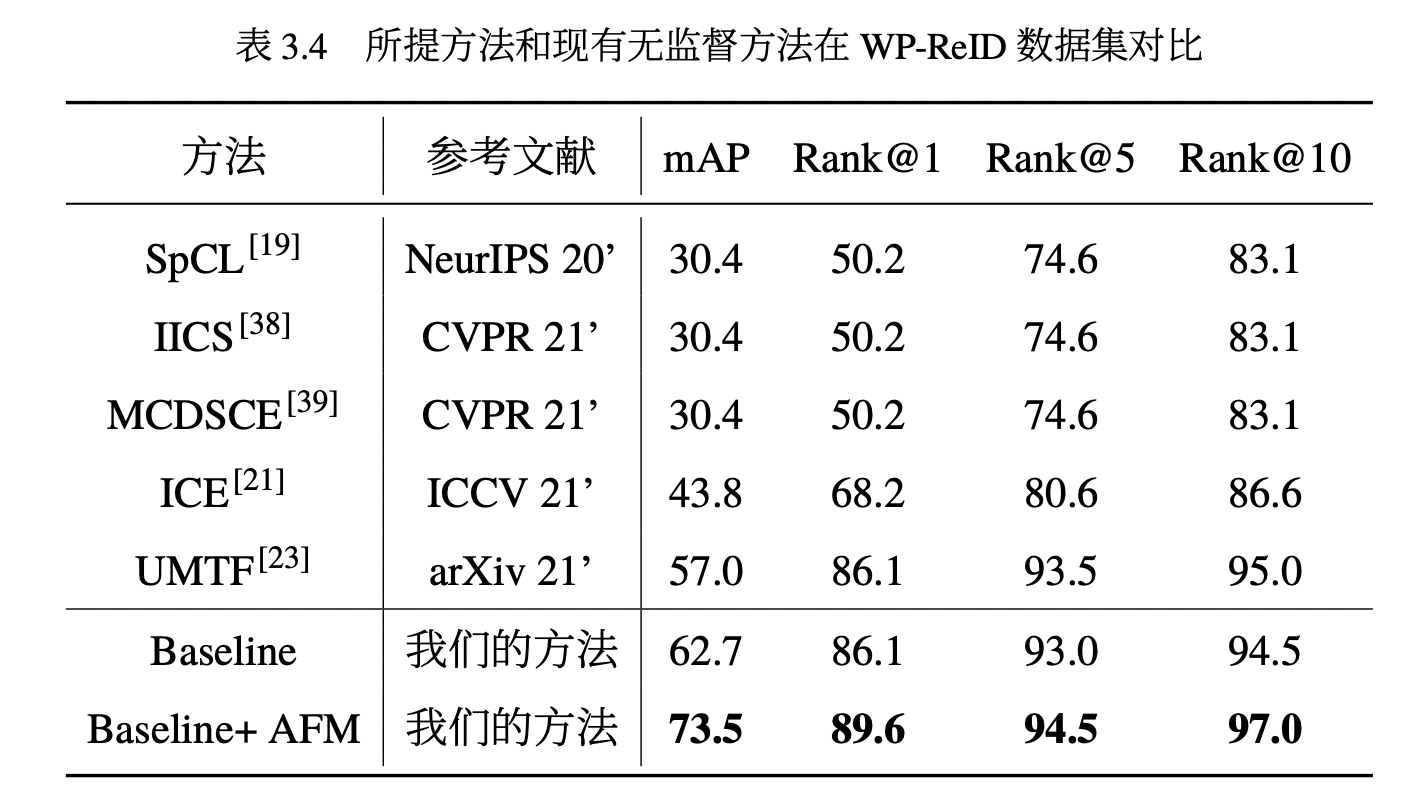 表 3.4 所提方法和现有无监督方法在 WP-ReID 数据集对比
方法 参考文献 mAP Rank@1 Rank@5 Rank@10
SpCL[19] NeurIPS 20’ 30.4 50.2 74.6 83.1
IICS[38] CVPR 21’ 30.4 50.2 74.6 83.1
MCDSCE[39] CVPR 21’ 30.4 50.2 74.6 83.1
ICE[21] ICCV 21’ 43.8 68.2 80.6 86.6
UMTF[23] arXiv 21’ 57.0 86.1 93.5 95.0
Baseline 我们的方法 62.7 86.1 93.0 94.5
Baseline+ AFM 我们的方法 73.5 89.6 94.5 97.0